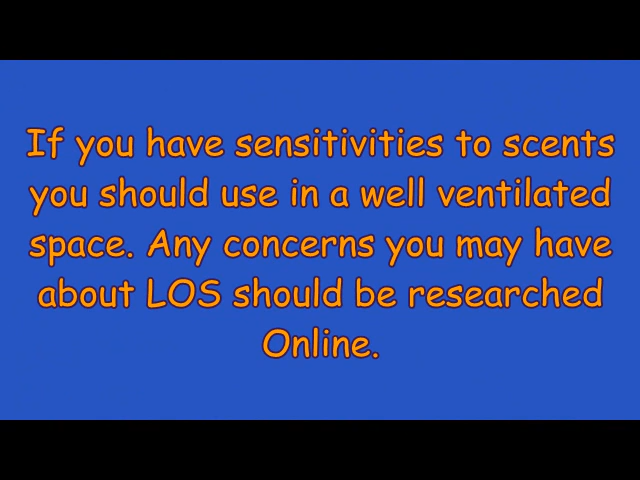 If you have sensitivities to scents
you should use in a well ventilated
space. Any concerns you may have
about LOS should be researched
Online.